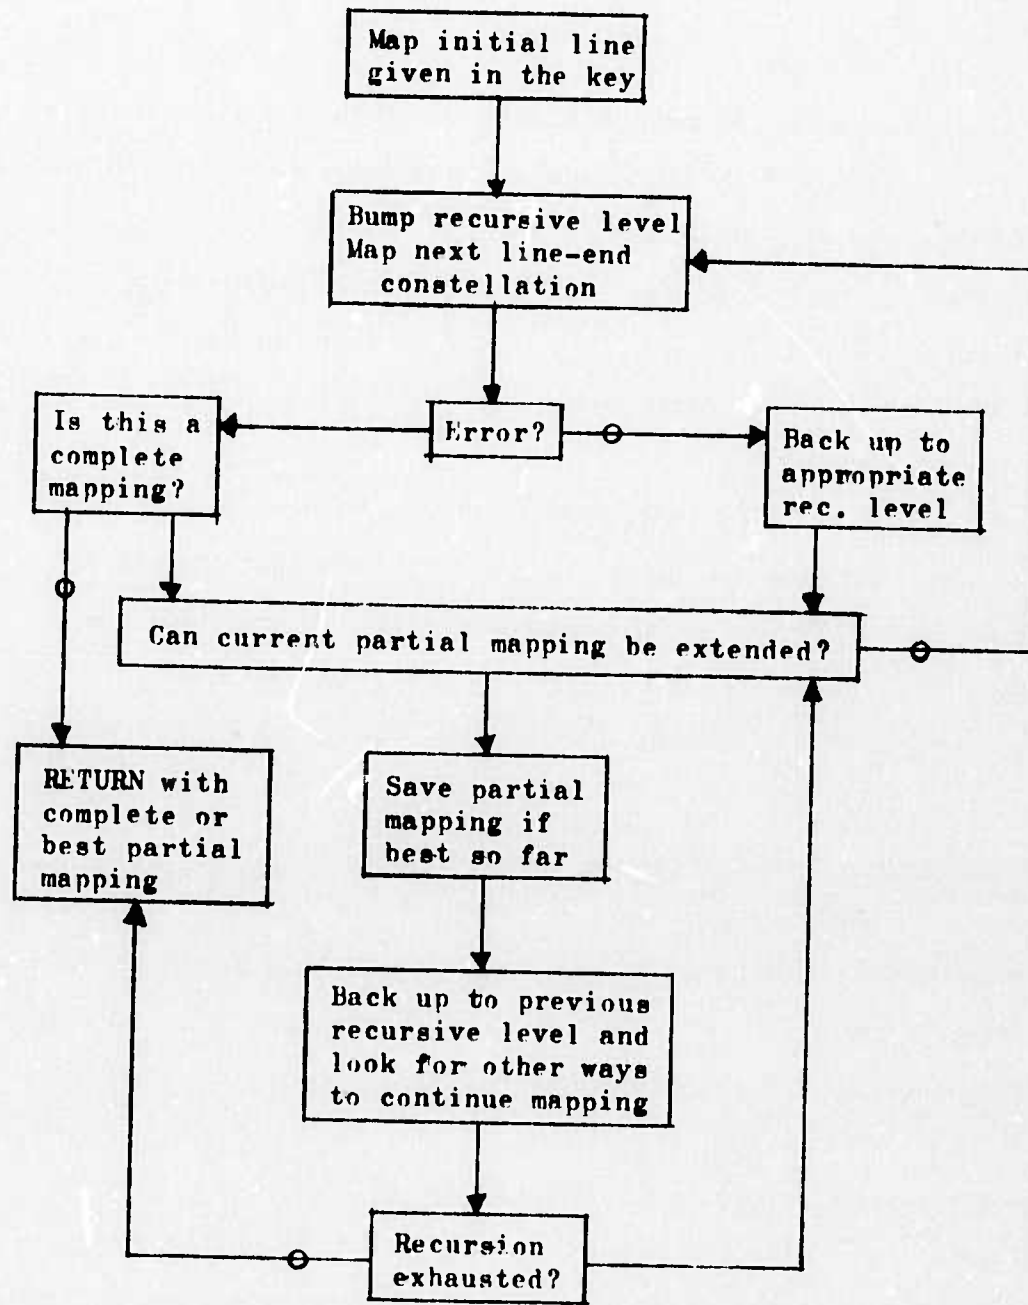 Map initial line
given in the key
Bump recursive level
Map next line-end
constellation
Is this a
complete
mapping?
Error?
Back up to
appropriate
rec. level
Can current partial mapping be extended?
RETURN with
complete or
best partial
mapping
Save partial
mapping if
best so far
Back up to previous
recursive level and
look for other ways
to continue mapping
Recursion
exhausted?